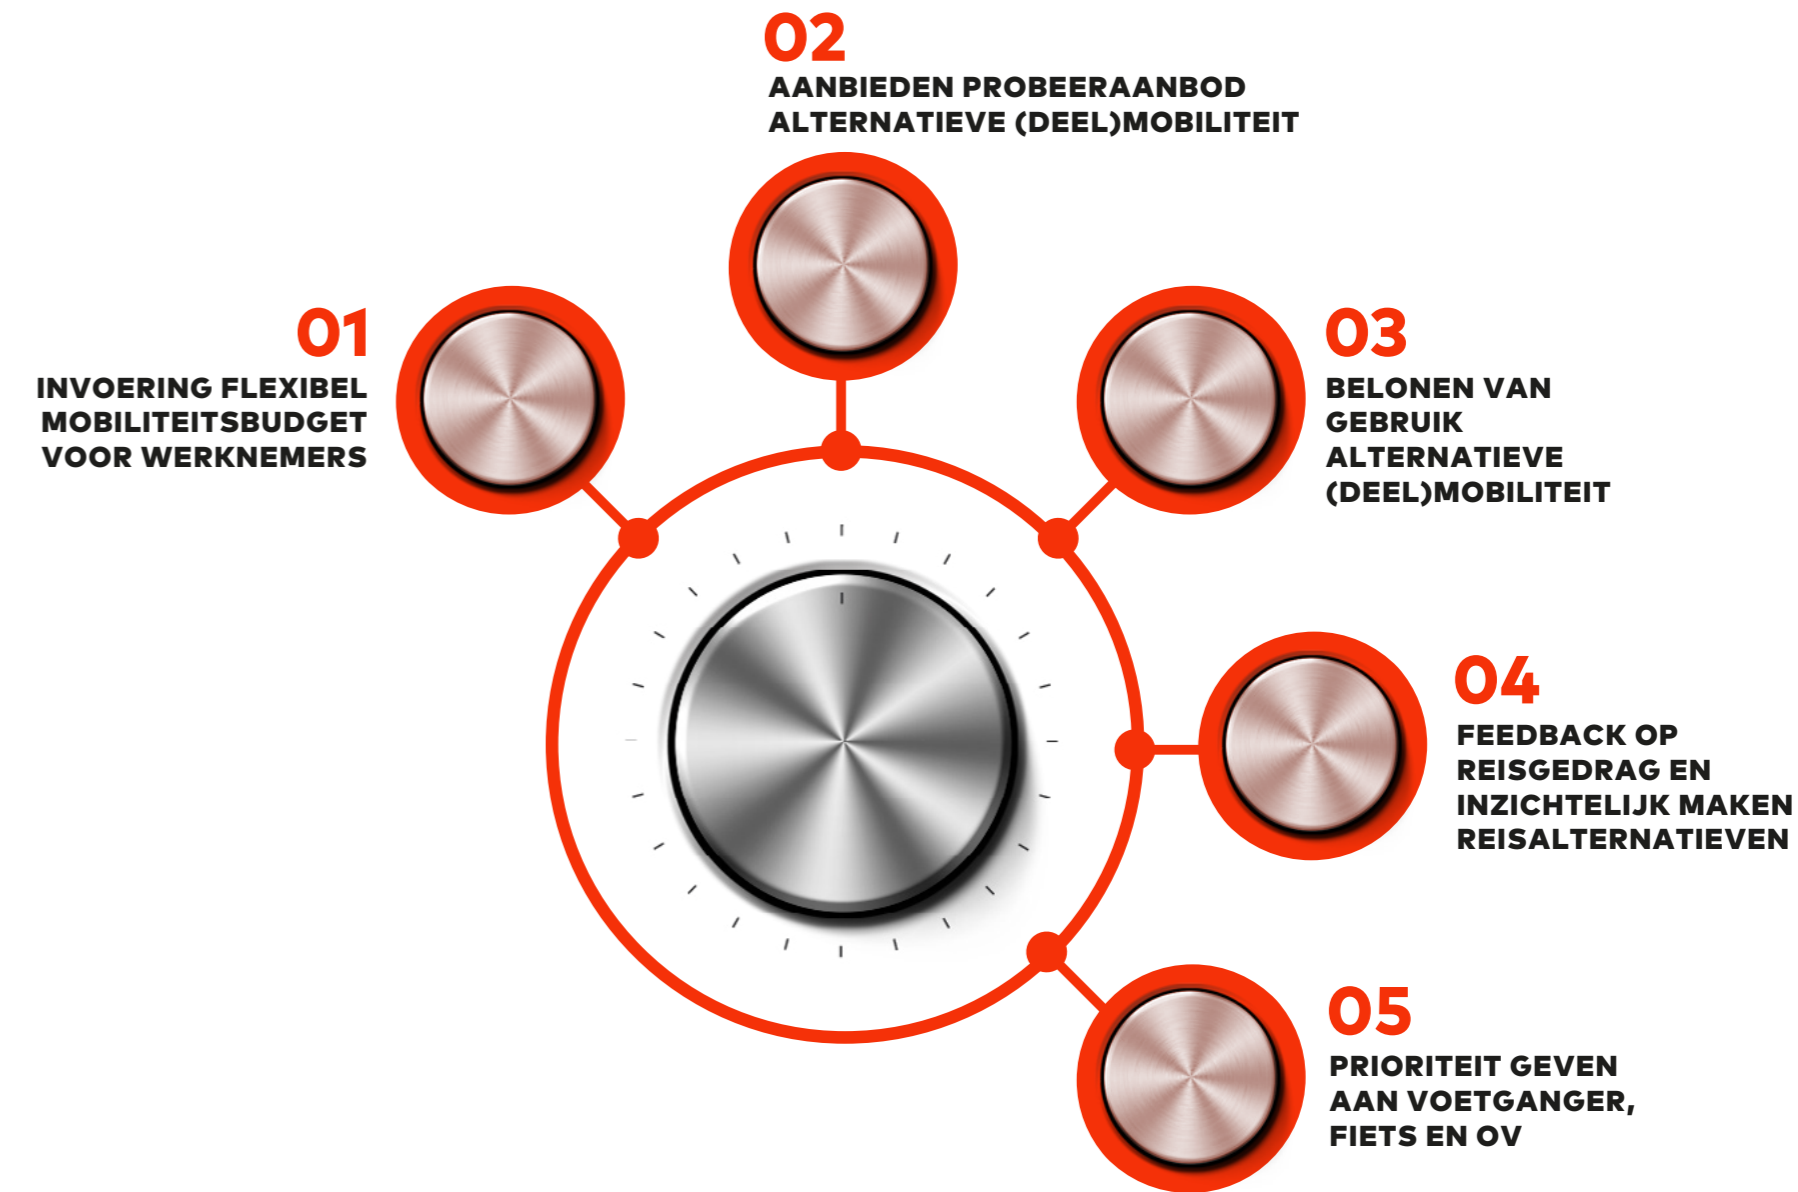 01
INVOERING FLEXIBEL
MOBILITEITSBUDGET
VOOR WERKNEMERS
02
AANBIEDEN PROBEERAANBOD
ALTERNATIEVE (DEEL)MOBILITEIT
03
BELONEN VAN
GEBRUIK
ALTERNATIEVE
(DEEL)MOBILITEIT
04
FEEDBACK OP
REISGEDRAG EN
INZICHTELIJK MAKEN
REISALTERNATIEVEN
05
PRIORITEIT GEVEN
AAN VOETGANGER,
FIETS EN OV